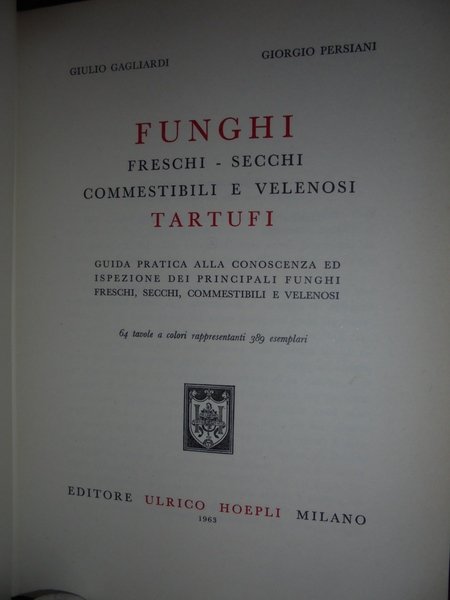 GIULIO GAGLIARDI GIORGIO PERSIANI
FUNGHI
FRESCHI - SECCHI
COMMESTIBILI E VELENOSI
TARTUFI
GUIDA PRATICA ALLA CONOSCENZA ED
ISPEZIONE DEI PRINCIPALI FUNGHI
FRESCHI, SECCHI, COMMESTIBILI E VELENOSI
64 tavole a colori rappresentanti 389 esemplari
EDITORE ULRICO HOEPLI MILANO
1963